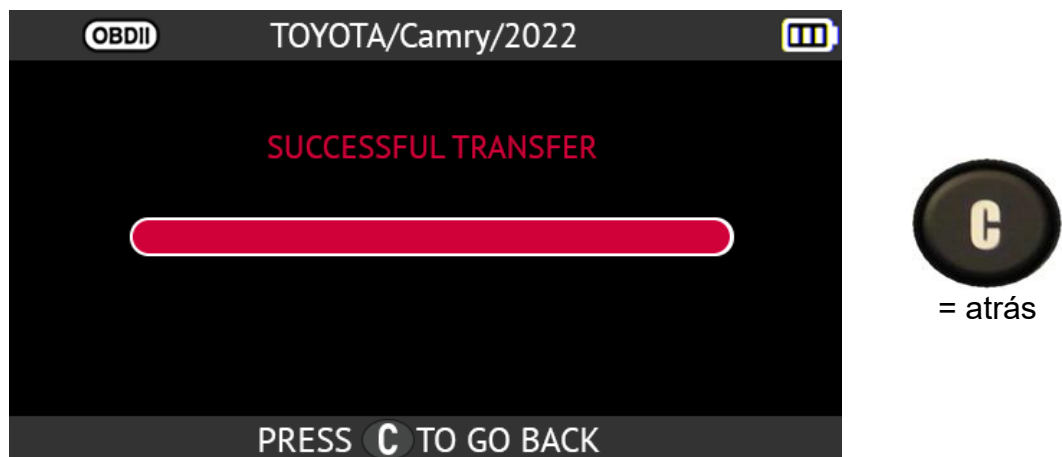 OBDII TOYOTA/Camry/2022
SUCCESSFUL TRANSFER
C
= atrás
PRESS C TO GO BACK